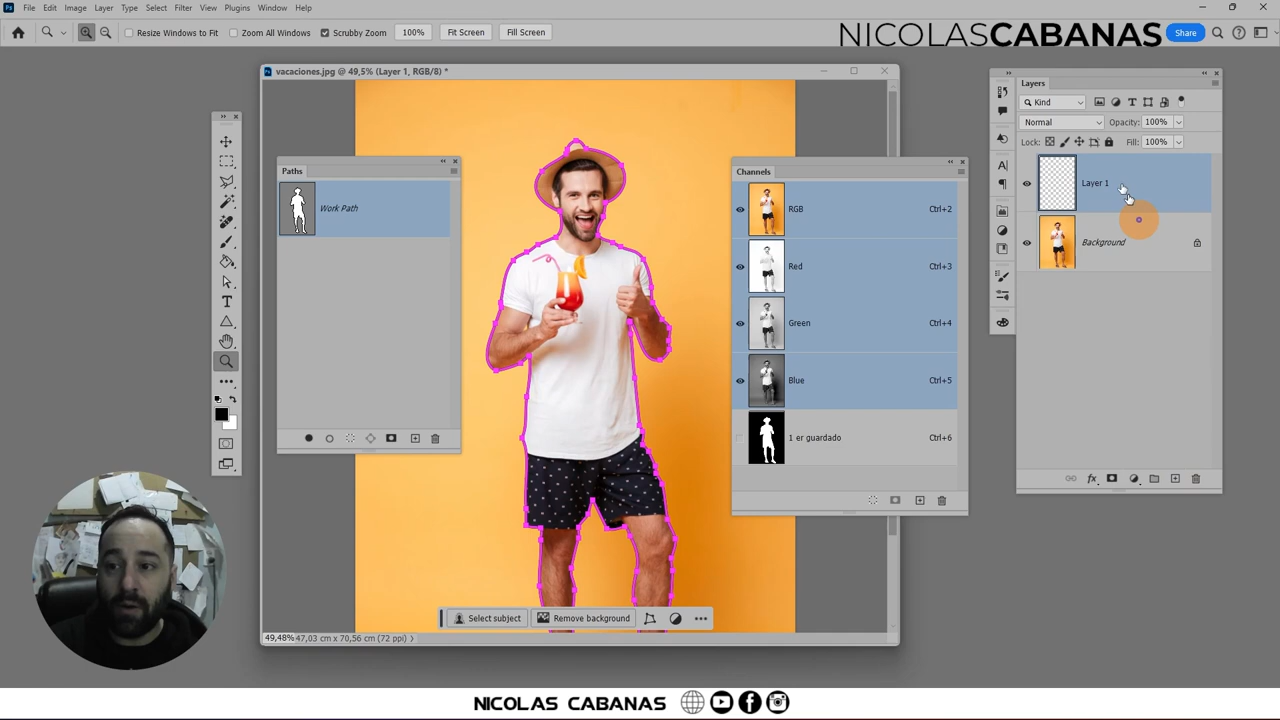 Ps File Edit Image Layer Type Select Filter View Plugins Window Help
Resize Windows to Fit Zoom All Windows Scrubby Zoom 100% Fit Screen Fill Screen
NICOLASCABANAS
Share
Ps vacaciones.jpg @ 49,5% (Layer 1, RGB/8) *
Paths
Work Path
Channels
RGB Ctrl+2
Red Ctrl+3
Green Ctrl+4
Blue Ctrl+5
1 er guardado Ctrl+6
Layers
Kind
Normal Opacity: 100%
Lock: Fill: 100%
Layer 1
Background
Select subject Remove background
49,48% 47,03 cm x 70,56 cm (72 ppi)
NICOLAS CABANAS